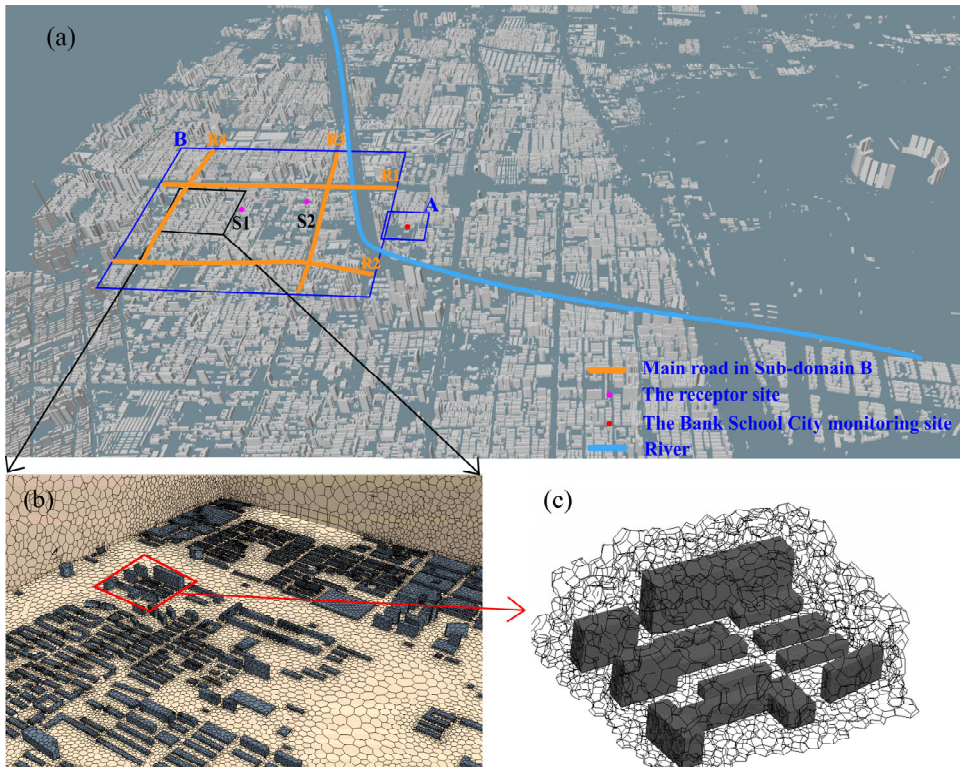 (a)
B
R4
R3
R1
A
S1
S2
R2
Main road in Sub-domain B
The receptor site
The Bank School City monitoring site
River
(b)
(c)